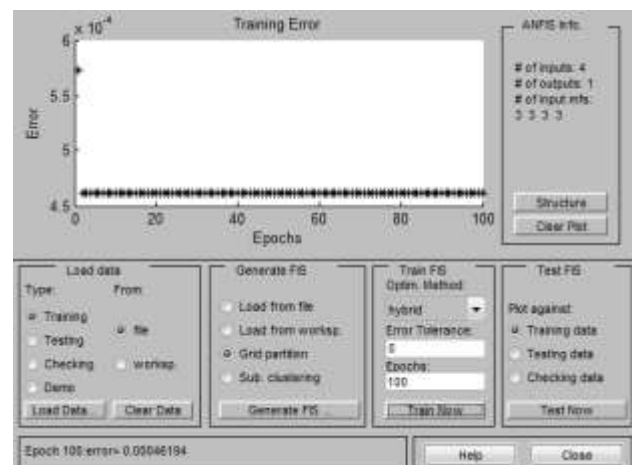 x 10^-4
Training Error
6
5.5
5
4.5
Error
0
20
40
60
80
100
Epochs
ANFIS Info.
# of inputs: 4
# of outputs: 1
# of input mfs:
3 3 3 3
Structure
Clear Plot
Load data
Type:
From:
Training
Testing
Checking
Demo
file
worksp.
Load Data...
Clear Data
Generate FIS
Load from file
Load from worksp.
Grid partition
Sub. clustering
Generate FIS ...
Train FIS
Optim. Method:
hybrid
Error Tolerance:
0
Epochs:
100
Train Now
Test FIS
Plot against:
Training data
Testing data
Checking data
Test Now
Epoch 100:error= 0.00046194
Help
Close